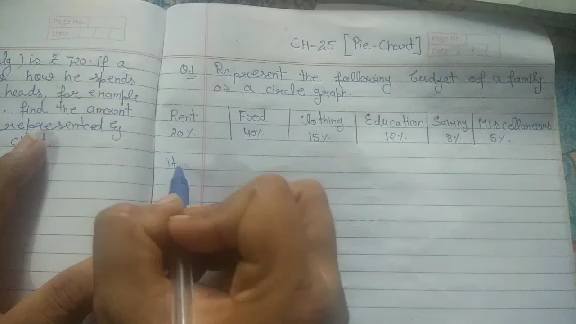 is ₹ 720. If a
how he spends
heads, for example
find the amount
represented by
CH-25 [Pie-Chart]
Q.1 Represent the following budget of a family
as a circle graph.
Rent Food Clothing Education Saving Miscellaneous
20% 40% 15% 8% 5%